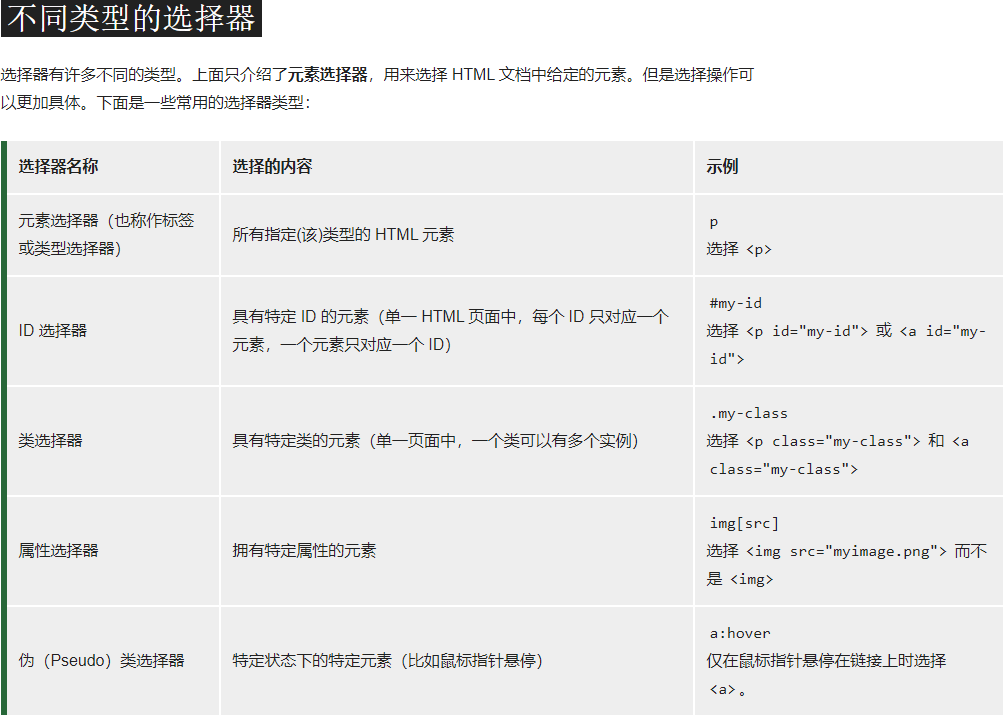 不同类型的选择器
选择器有许多不同的类型。上面只介绍了元素选择器，用来选择 HTML 文档中给定的元素。但是选择操作可
以更加具体。下面是一些常用的选择器类型：
选择器名称
选择的内容
示例
元素选择器（也称作标签
或类型选择器）
所有指定(该)类型的 HTML 元素
p
选择 <p>
ID 选择器
具有特定 ID 的元素（单一 HTML 页面中，每个 ID 只对应一个
元素，一个元素只对应一个 ID）
#my-id
选择 <p id="my-id"> 或 <a id="my-
id">
类选择器
具有特定类的元素（单一页面中，一个类可以有多个实例）
.my-class
选择 <p class="my-class"> 和 <a
class="my-class">
属性选择器
拥有特定属性的元素
img[src]
选择 <img src="myimage.png"> 而不
是 <img>
伪（Pseudo）类选择器
特定状态下的特定元素（比如鼠标指针悬停）
a:hover
仅在鼠标指针悬停在链接上时选择
<a>。